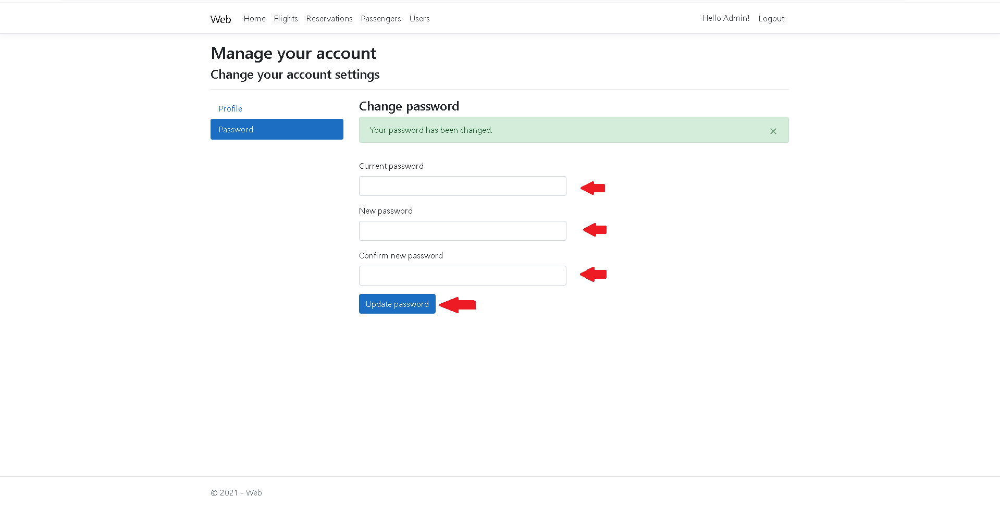 Web Home Flights Reservations Passengers Users Hello Admin! Logout
Manage your account
Change your account settings
Profile
Password
Change password
Your password has been changed. ×
Current password
New password
Confirm new password
Update password
© 2021 - Web